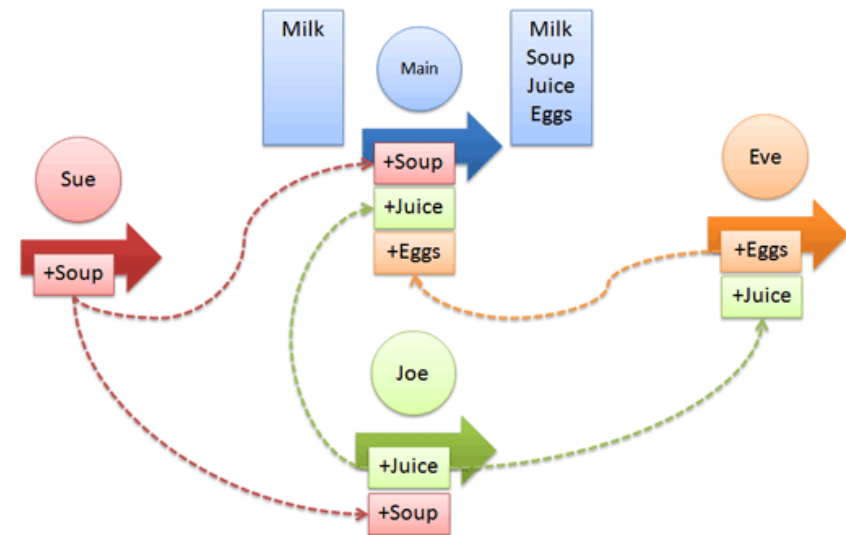 Milk
Main
Milk
Soup
Juice
Eggs
Sue
+Soup
+Soup
+Juice
+Eggs
Eve
+Eggs
+Juice
Joe
+Juice
+Soup